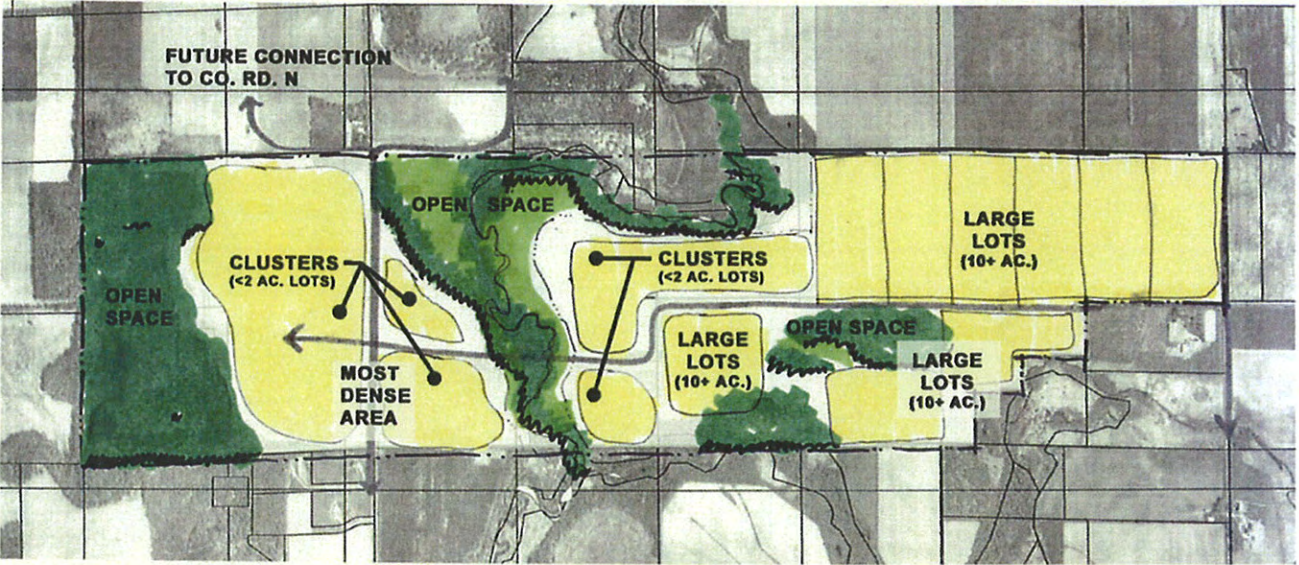 FUTURE CONNECTION
TO CO. RD. N
OPEN SPACE
CLUSTERS
(<2 AC. LOTS)
CLUSTERS
(<2 AC. LOTS)
LARGE
LOTS
(10+ AC.)
OPEN
SPACE
OPEN SPACE
LARGE
LOTS
(10+ AC.)
LARGE
LOTS
(10+ AC.)
MOST
DENSE
AREA